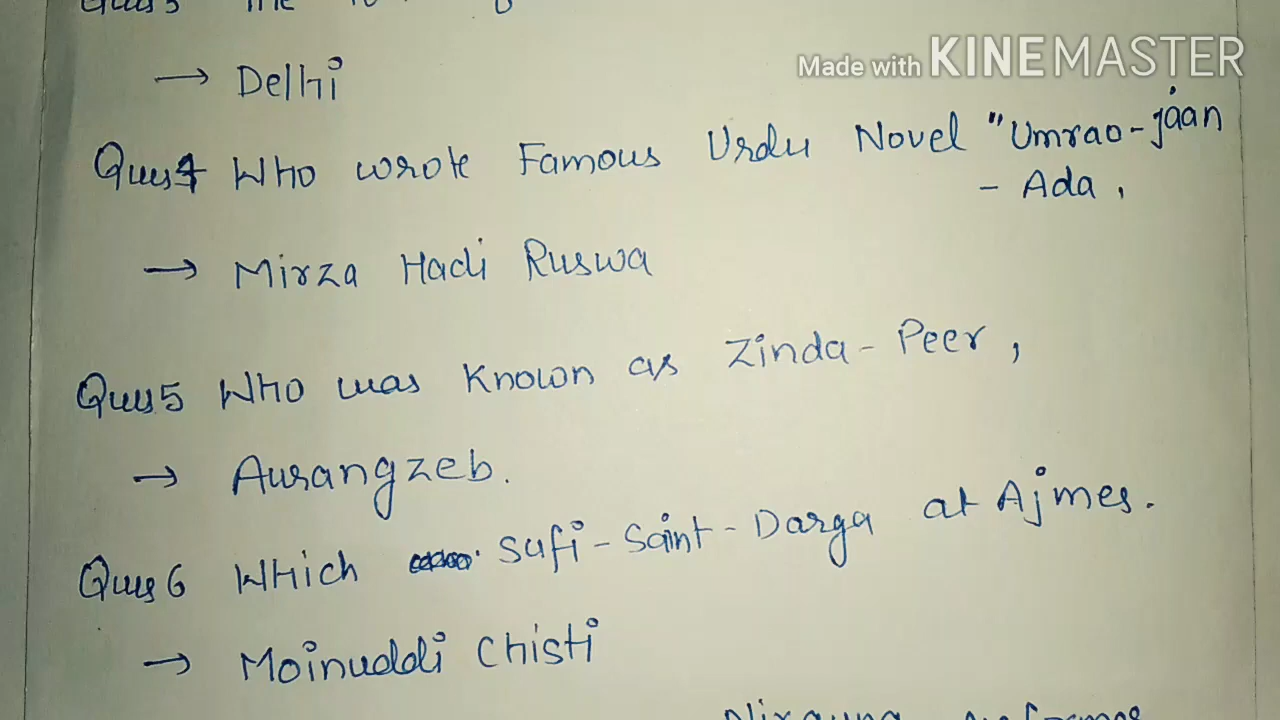 Made with KINEMASTER
→ Delhi
Ques4 Who wrote Famous Urdu Novel "Umrao-jaan
- Ada,
→ Mirza Hadi Ruswa
Ques5 Who was Known as Zinda-Peer,
→ Aurangzeb.
Ques6 Which Sufi-Saint-Darga at Ajmer.
→ Moinuddi Chisti